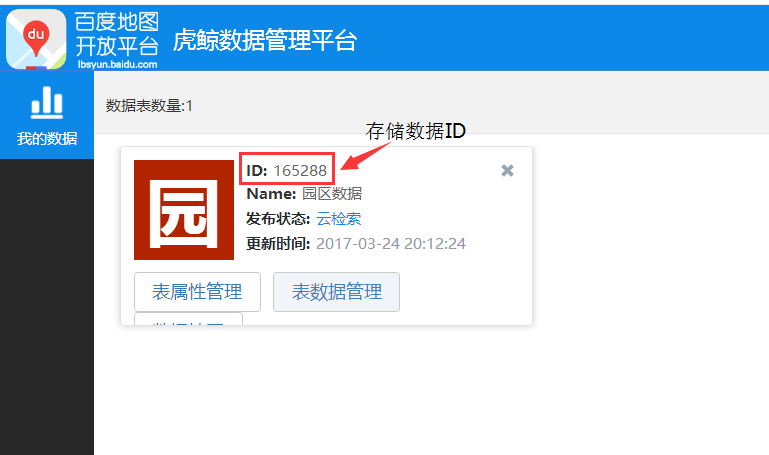 百度地图
开放平台
lbsyun.baidu.com
du
虎鲸数据管理平台
我的数据
数据表数量:1
存储数据ID
园
ID: 165288
Name: 园区数据
发布状态: 云检索
更新时间: 2017-03-24 20:12:24
表属性管理
表数据管理